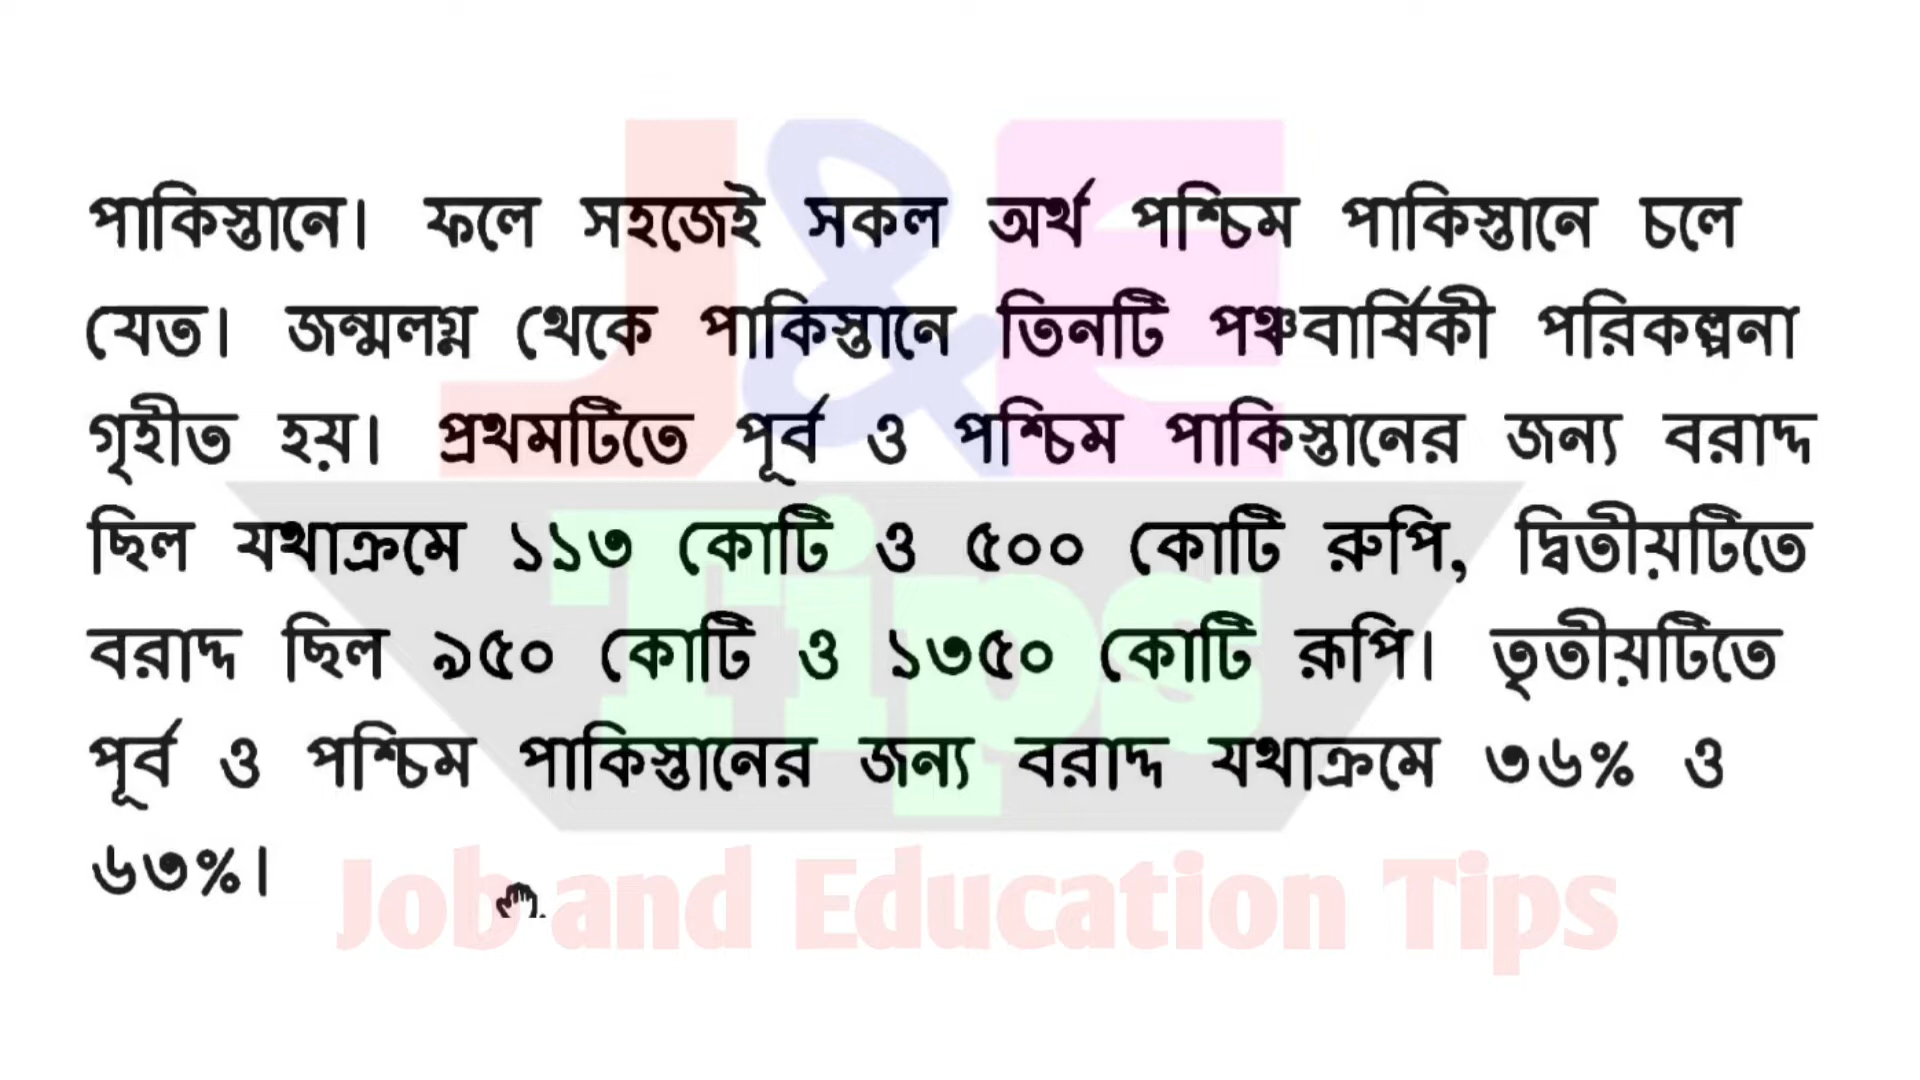 পাকিস্তানে। ফলে সহজেই সকল অর্থ পশ্চিম পাকিস্তানে চলে
যেত। জন্মলগ্ন থেকে পাকিস্তানে তিনটি পঞ্চবার্ষিকী পরিকল্পনা
গৃহীত হয়। প্রথমটিতে পূর্ব ও পশ্চিম পাকিস্তানের জন্য বরাদ্দ
ছিল যথাক্রমে ১১৩ কোটি ও ৫০০ কোটি রুপি, দ্বিতীয়টিতে
বরাদ্দ ছিল ৯৫০ কোটি ও ১৩৫০ কোটি রূপি। তৃতীয়টিতে
পূর্ব ও পশ্চিম পাকিস্তানের জন্য বরাদ্দ যথাক্রমে ৩৬% ও
৬৩%।
J&E
Tips
Job and Education Tips